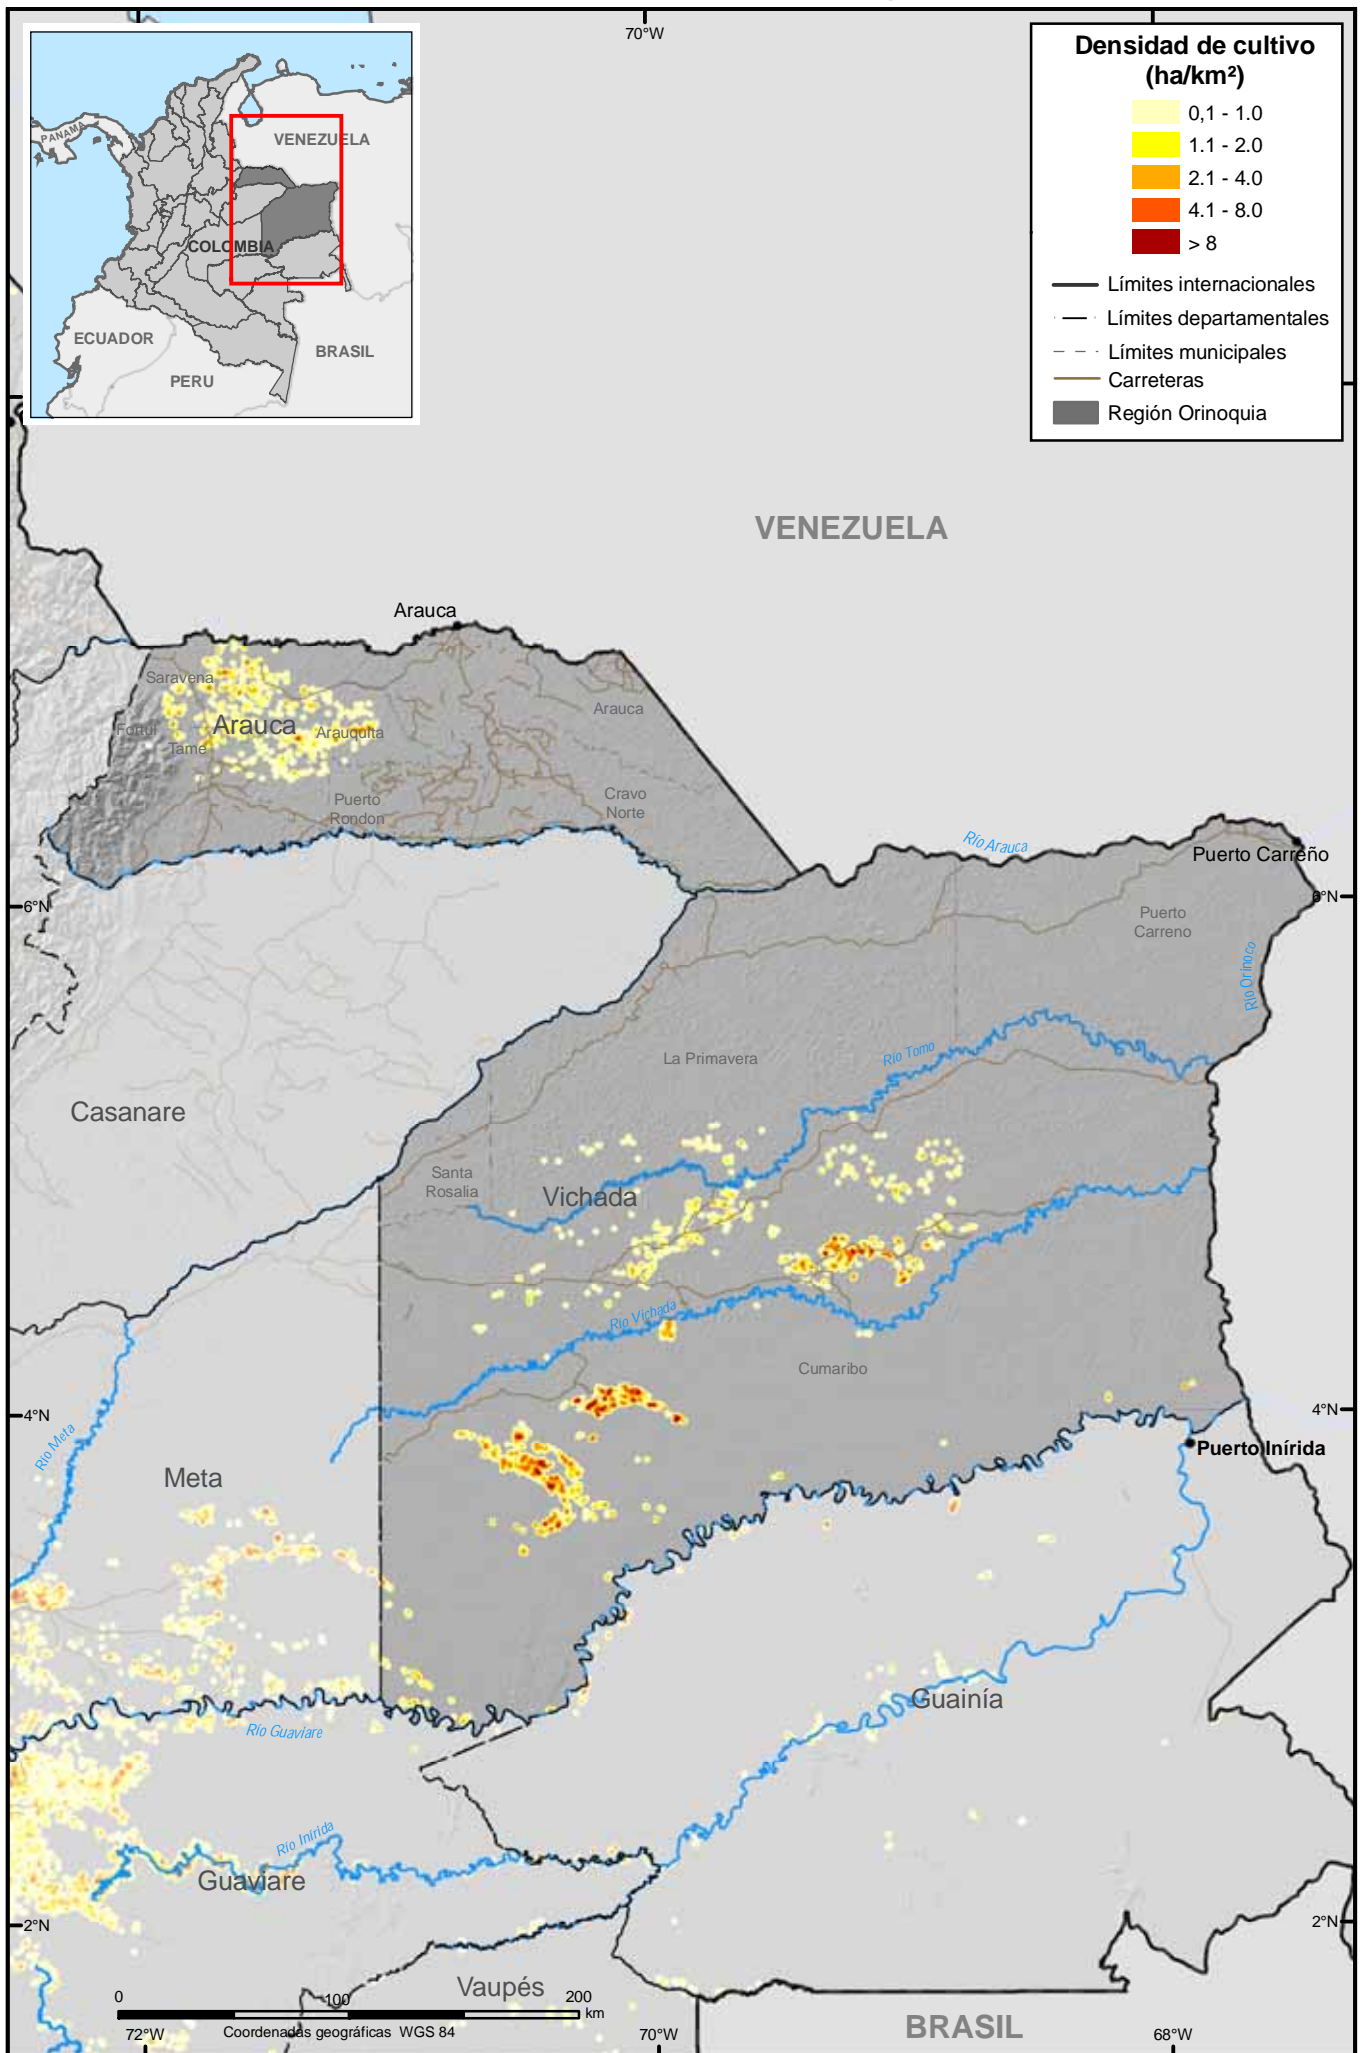 70°W
PANAMA
VENEZUELA
COLOMBIA
ECUADOR
PERU
BRASIL
Densidad de cultivo
(ha/km²)
0,1 - 1.0
1.1 - 2.0
2.1 - 4.0
4.1 - 8.0
> 8
Límites internacionales
Límites departamentales
Límites municipales
Carreteras
Región Orinoquia
VENEZUELA
Arauca
Saravena
Arauca
Fortul
Arauca
Arauquita
Tame
Puerto
Rondon
Cravo
Norte
Río Arauca
Puerto Carreño
6°N
6°N
Puerto
Carreno
Río Orinoco
Río Tomo
La Primavera
Casanare
Santa
Rosalia
Vichada
Río Vichada
Cumaribo
4°N
4°N
Río Meta
Puerto Inírida
Meta
Guainía
Río Guaviare
Río Inírida
Guaviare
2°N
2°N
Vaupés
0
100
200
km
Coordenadas geográficas WGS 84
BRASIL
72°W
70°W
68°W